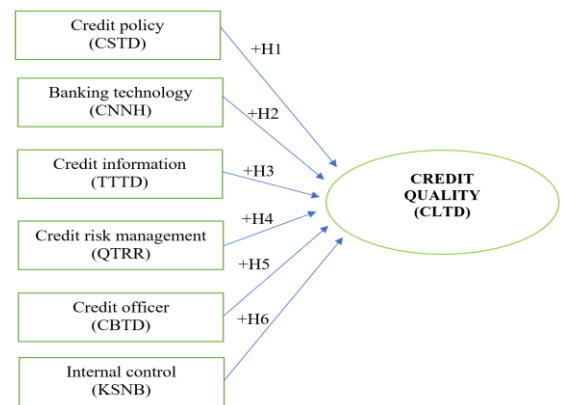 Credit policy
(CSTD)
+H1
Banking technology
(CNNH)
+H2
Credit information
(TTTD)
+H3
Credit risk management
(QTRR)
+H4
Credit officer
(CBTD)
+H5
Internal control
(KSNB)
+H6
CREDIT
QUALITY
(CLTD)